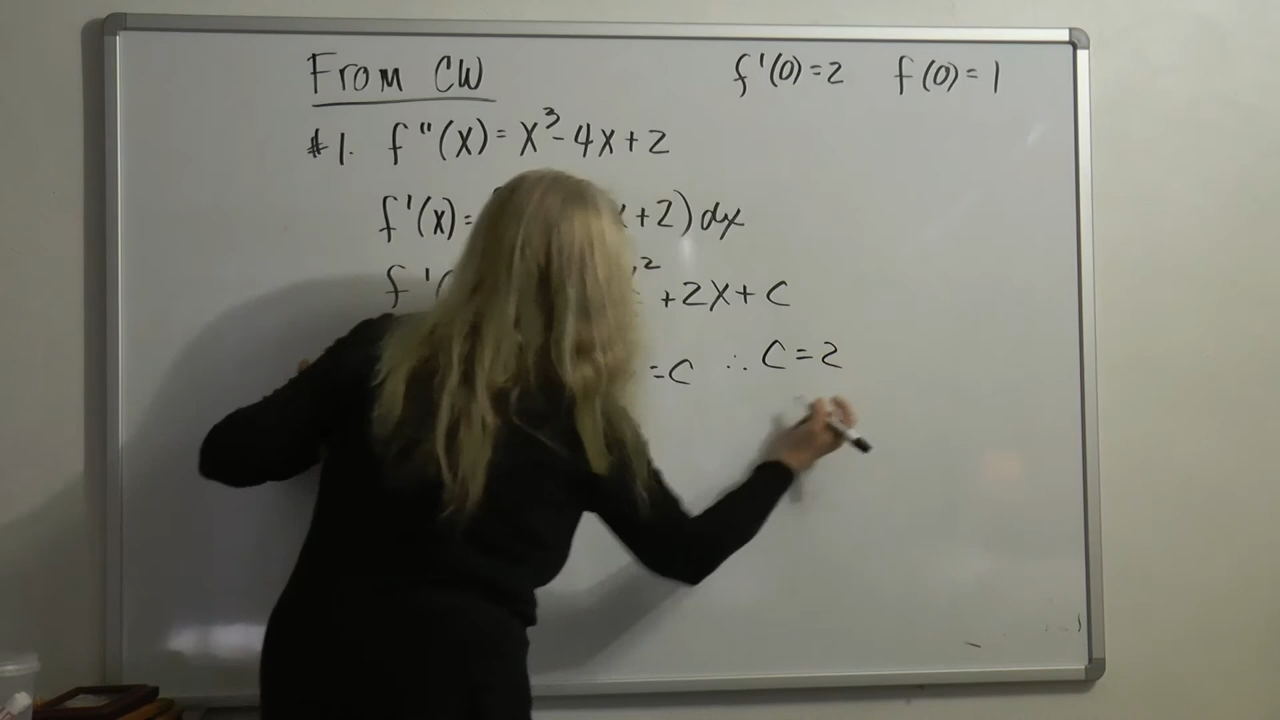 From CW f'(0)=2 f(0)=1
#1. f"(x)= x³-4x+2
f'(x)= +2)dx
f'( ² +2x+C
=C ∴ C=2